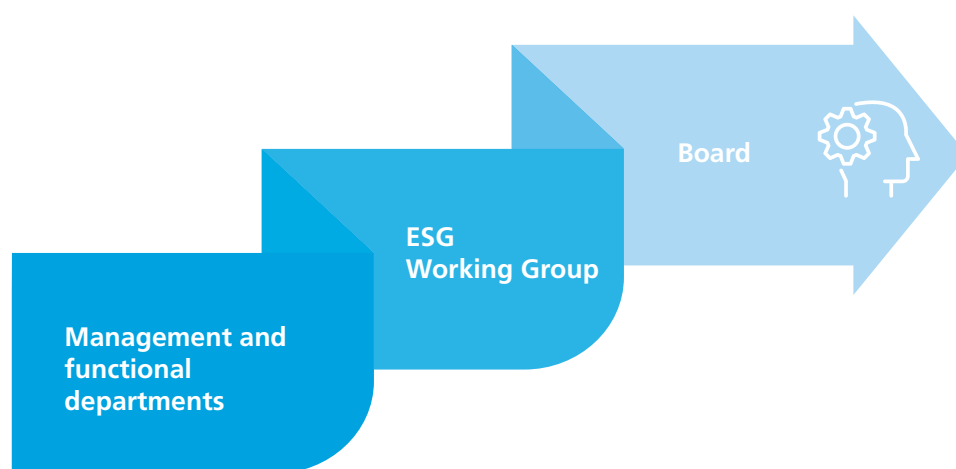 Board
ESG
Working Group
Management and
functional
departments